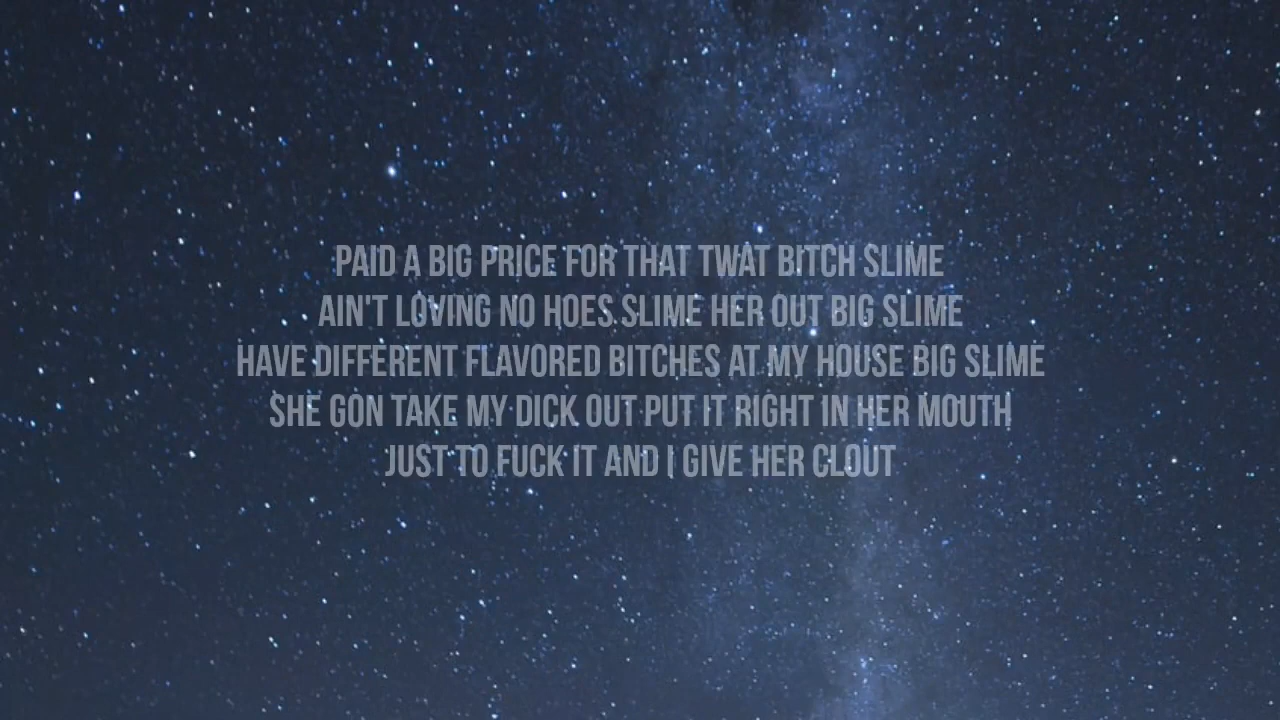 PAID A BIG PRICE FOR THAT TWAT BITCH SLIME
AIN'T LOVING NO HOES SLIME HER OUT BIG SLIME
HAVE DIFFERENT FLAVORED BITCHES AT MY HOUSE BIG SLIME
SHE GON TAKE MY DICK OUT PUT IT RIGHT IN HER MOUTH
JUST TO FUCK IT AND I GIVE HER CLOUT